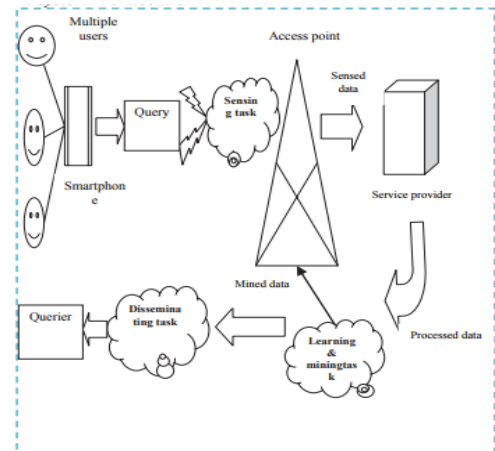 Multiple
users
Access point
Sensed
data
Query
Sensin
g task
Smartphon
e
Service provider
Mined data
Querier
Dissemina
ting task
Processed data
Learning
&
miningtas
k